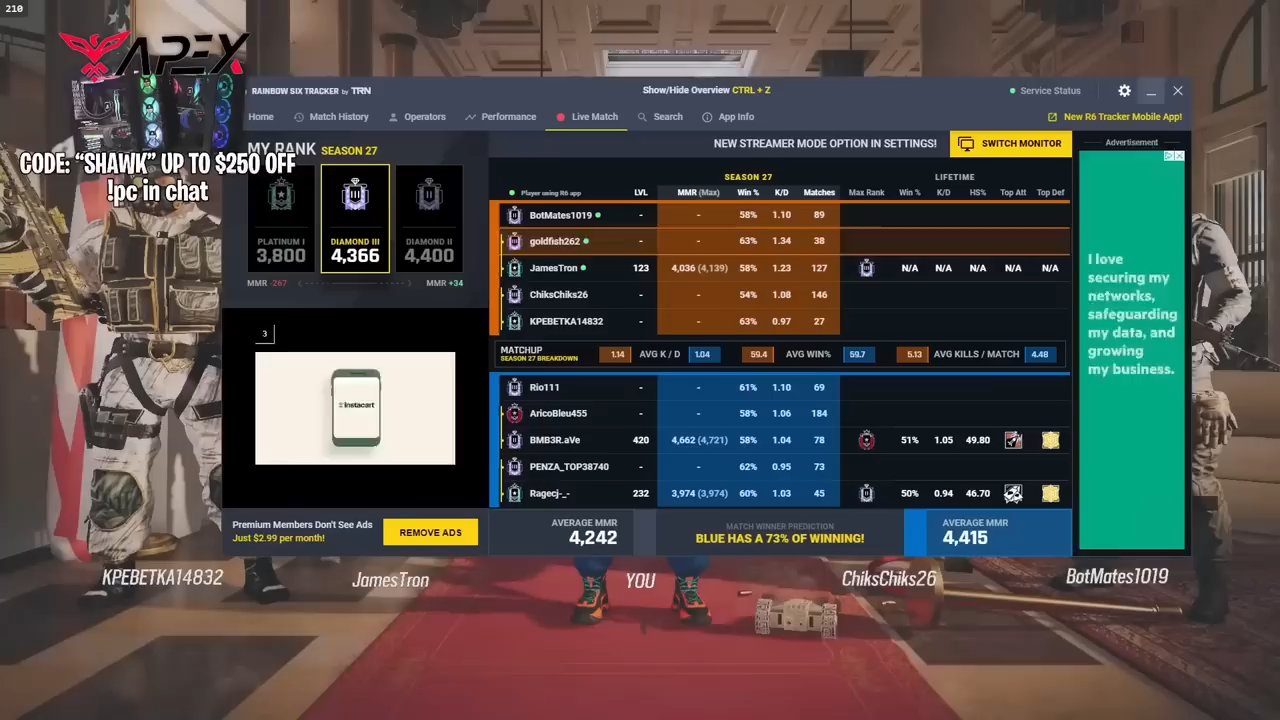 210
APEX
CODE: “SHAWK” UP TO $250 OFF
!pc in chat
RAINBOW SIX TRACKER by TRN
Show/Hide Overview CTRL + Z
Service Status
Home Match History Operators Performance Live Match Search App Info
New R6 Tracker Mobile App!
MY RANK SEASON 27
PLATINUM I
3,800
DIAMOND III
4,366
DIAMOND II
4,400
MMR -267
MMR +34
3
instacart
Premium Members Don't See Ads
Just $2.99 per month!
REMOVE ADS
NEW STREAMER MODE OPTION IN SETTINGS!
SWITCH MONITOR
SEASON 27 LIFETIME
Player using R6 app LVL MMR (Max) Win % K/D Matches Max Rank Win % K/D HS% Top Att Top Def
BotMates1019 - - 58% 1.10 89
goldfish262 - - 63% 1.34 38
JamesTron 123 4,036 (4,139) 58% 1.23 127 N/A N/A N/A N/A N/A
ChiksChiks26 - - 54% 1.08 146
KPEBETKA14832 - - 63% 0.97 27
MATCHUP
SEASON 27 BREAKDOWN
1.14 AVG K / D 1.04 59.4 AVG WIN% 59.7 5.13 AVG KILLS / MATCH 4.48
Rio111 - - 61% 1.10 69
AricoBleu455 - - 58% 1.06 184
BMB3R.aVe 420 4,662 (4,721) 58% 1.04 78 51% 1.05 49.80
PENZA_TOP38740 - - 62% 0.95 73
Ragecj-_- 232 3,974 (3,974) 60% 1.03 45 50% 0.94 46.70
AVERAGE MMR
4,242
MATCH WINNER PREDICTION
BLUE HAS A 73% OF WINNING!
AVERAGE MMR
4,415
Advertisement
I love
securing my
networks,
safeguarding
my data, and
growing
my business.
KPEBETKA14832
JamesTron
YOU
ChiksChiks26
BotMates1019